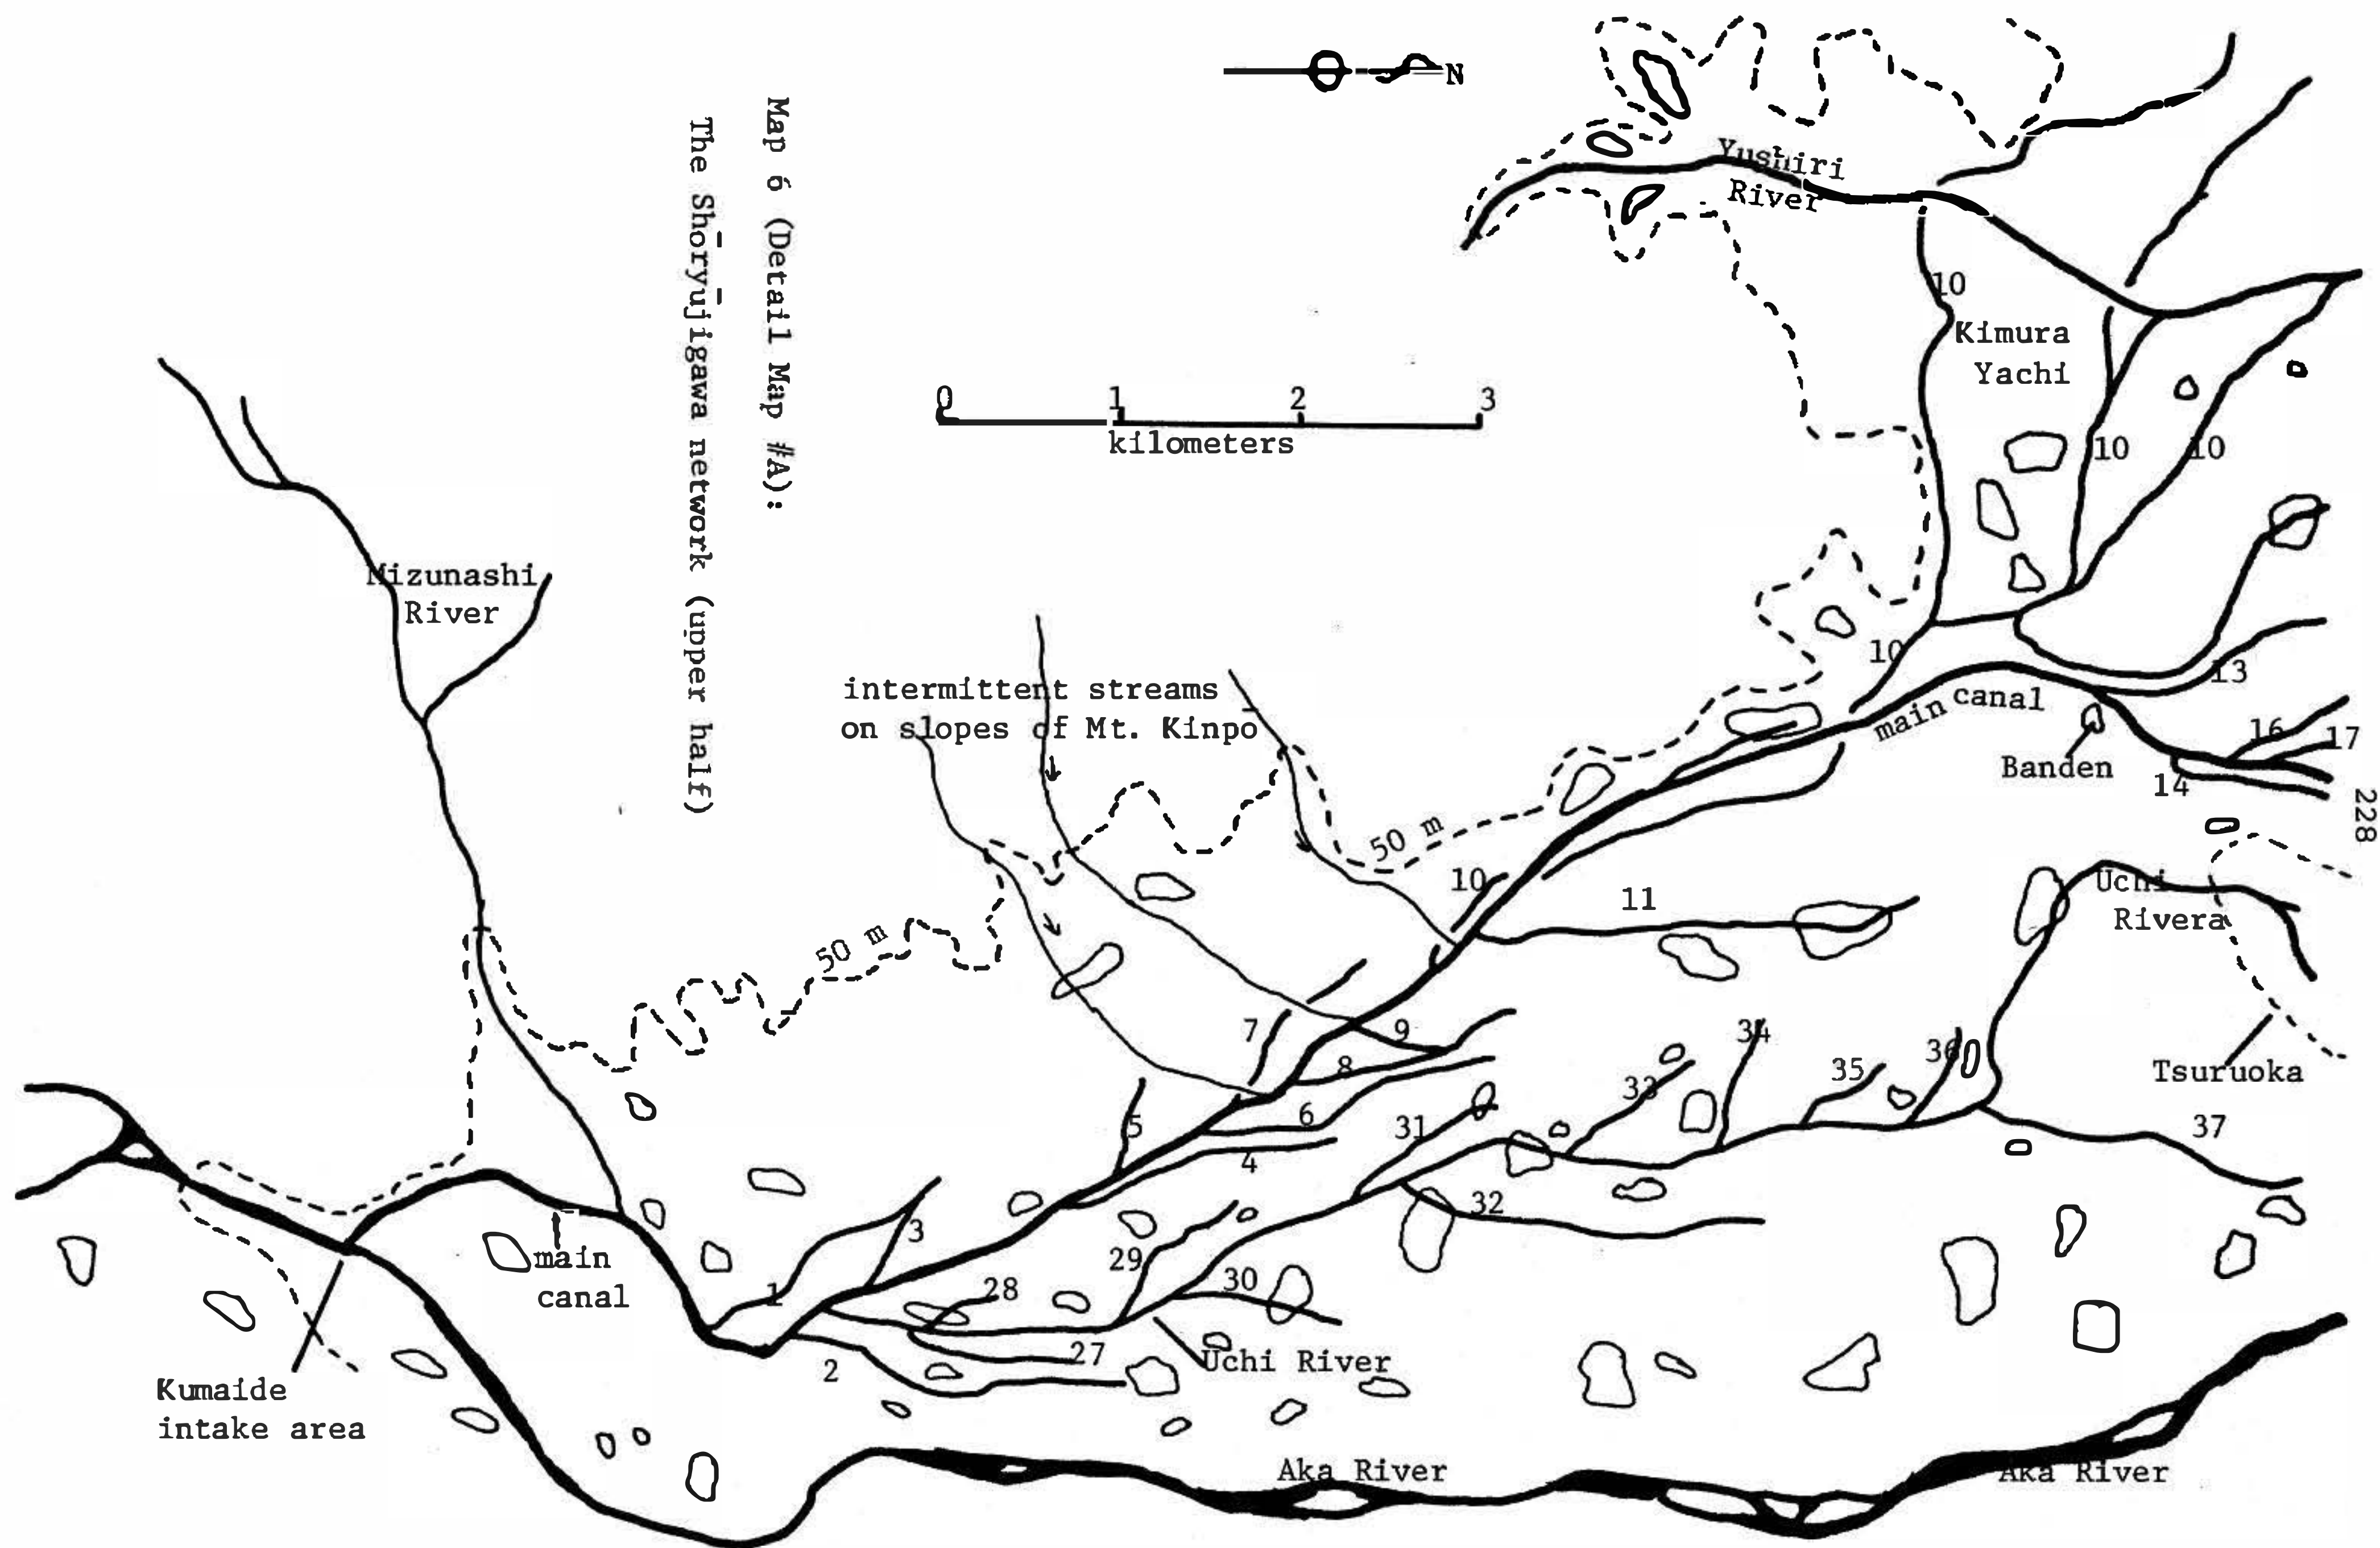 Map 6 (Detail Map #A):
The Shōryūjigawa network (upper half)
N
Yushiri
River
10
Kimura
Yachi
0 1 2 3
kilometers
10
10
Mizunashi
River
intermittent streams
on slopes of Mt. Kinpō
10
13
main canal
16
17
Banden
14
228
50 m
10
11
Uchi
Rivera
50 m
7
9
34
36
8
35
Tsuruoka
33
5
6
31
37
4
32
3
main
canal
29
1
28
30
27
2
Uchi River
Kumaide
intake area
Aka River
Aka River